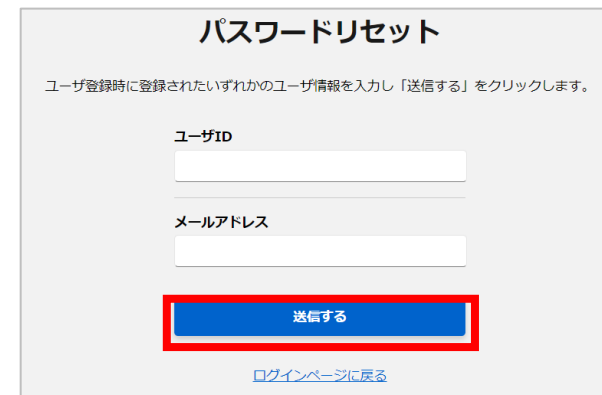 パスワードリセット
ユーザ登録時に登録されたいずれかのユーザ情報を入力し「送信する」をクリックします。
ユーザID
メールアドレス
送信する
ログインページに戻る